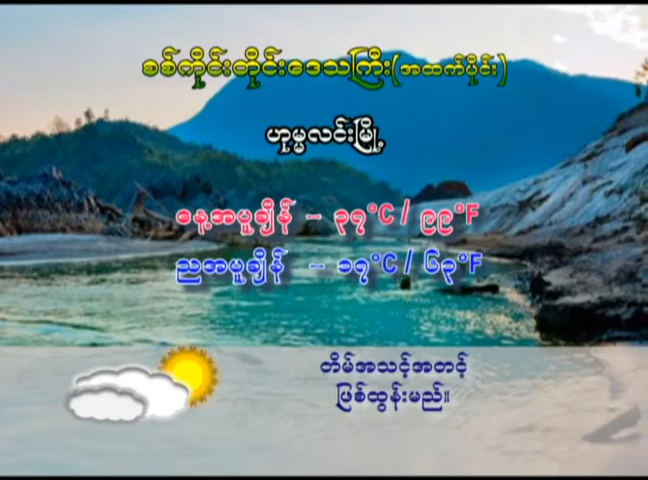 စစ်ကိုင်းတိုင်းဒေသကြီး(အထက်ပိုင်း)
ဟုမ္မလင်းမြို့
နေ့အပူချိန် - ၃၇°C / ၉၉°F
ညအပူချိန် - ၁၇°C / ၆၃°F
တိမ်အသင့်အတင့်
ဖြစ်ထွန်းမည်။